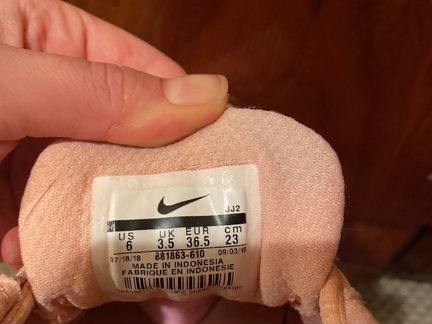 JJ2
US UK EUR cm
6 3.5 36.5 23
07/18/18 881863-610 09/03/18
MADE IN INDONESIA
FABRIQUE EN INDONESIE